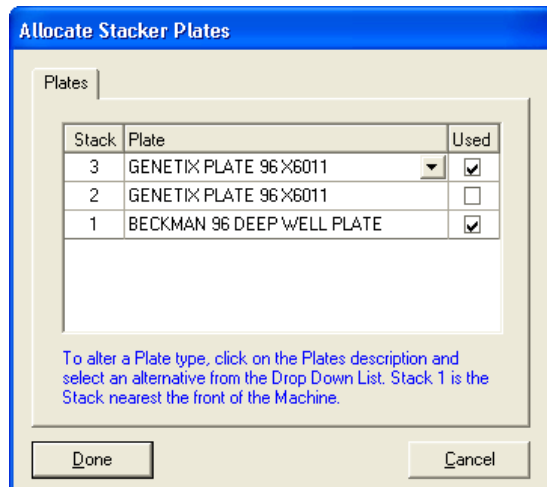 Allocate Stacker Plates
Plates
Stack Plate Used
3 GENETIX PLATE 96 X6011
2 GENETIX PLATE 96 X6011
1 BECKMAN 96 DEEP WELL PLATE
To alter a Plate type, click on the Plates description and
select an alternative from the Drop Down List. Stack 1 is the
Stack nearest the front of the Machine.
Done Cancel